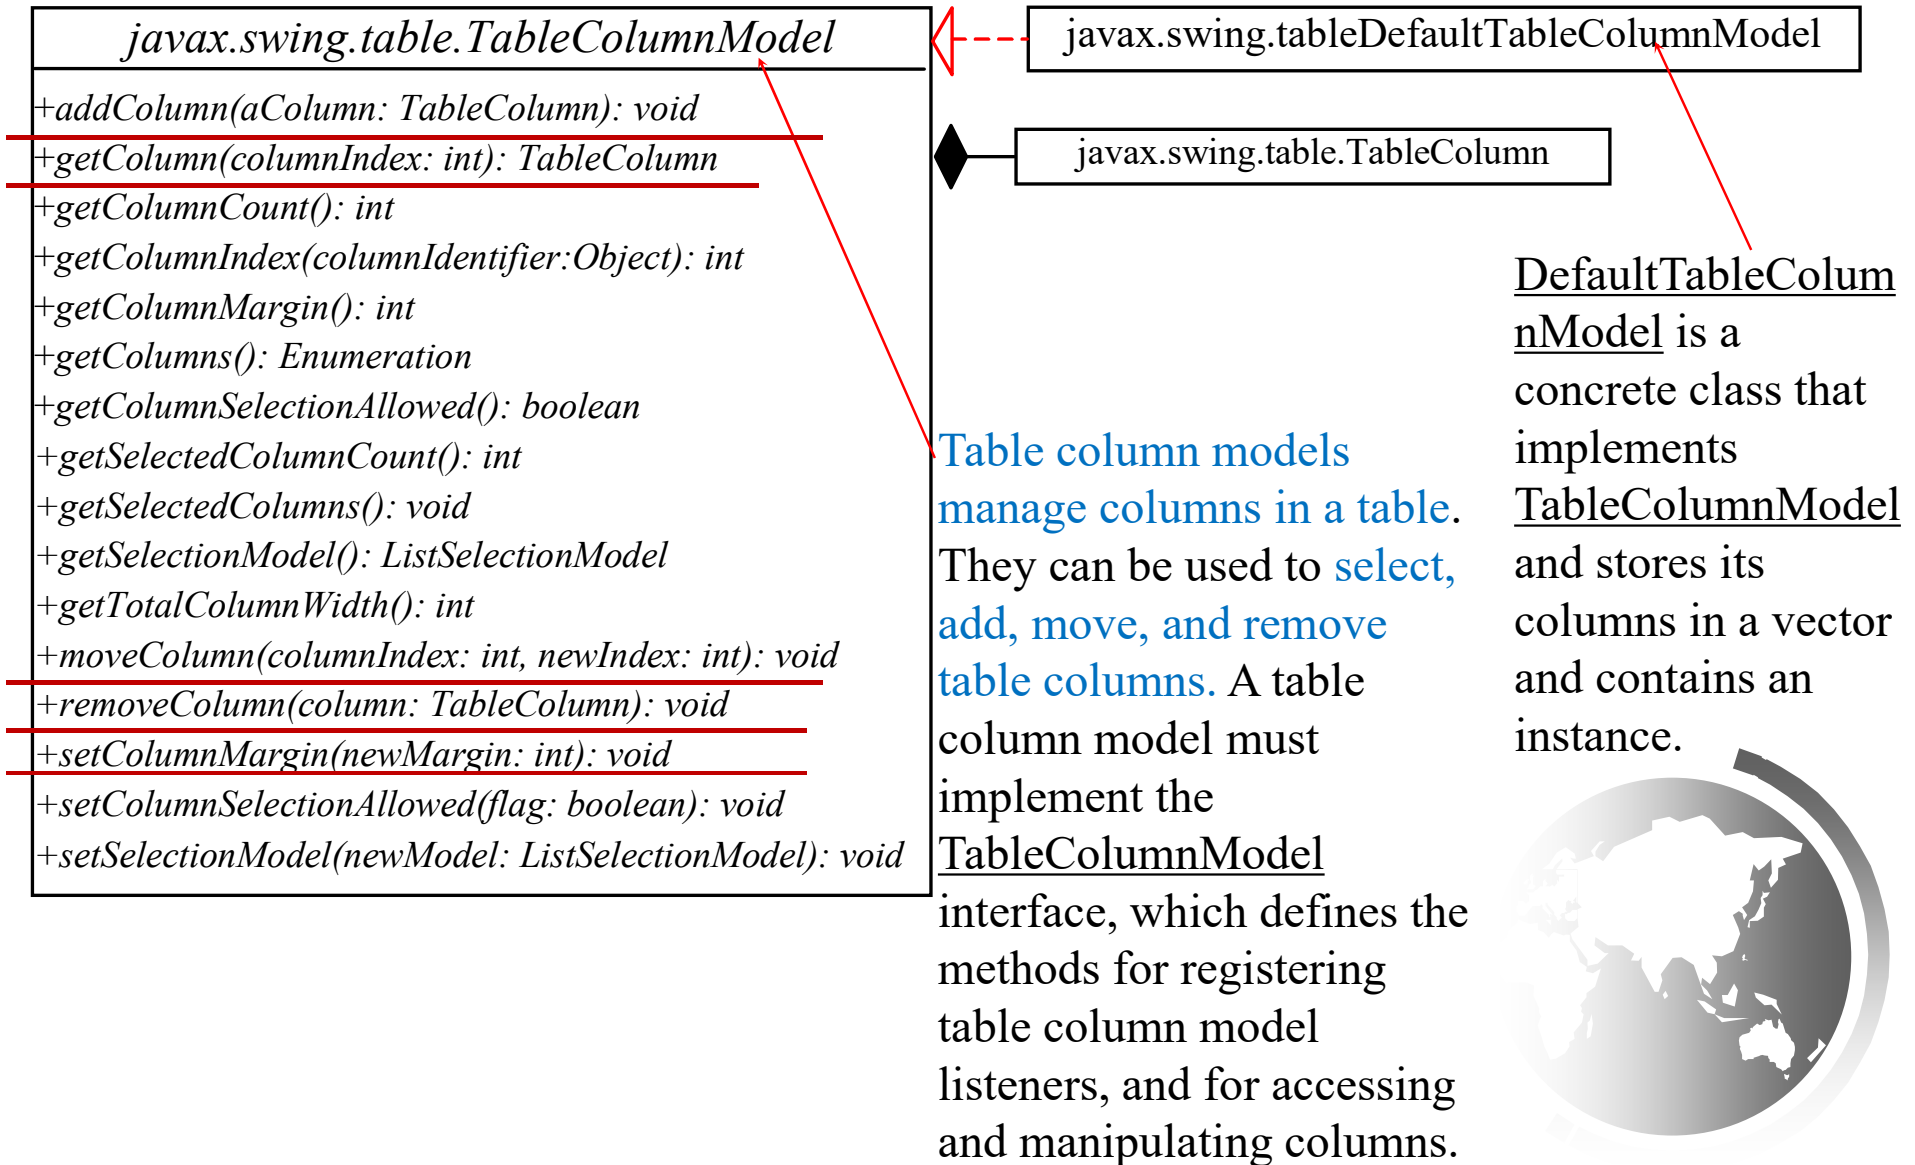 javax.swing.table.TableColumnModel
+addColumn(aColumn: TableColumn): void
+getColumn(columnIndex: int): TableColumn
+getColumnCount(): int
+getColumnIndex(columnIdentifier:Object): int
+getColumnMargin(): int
+getColumns(): Enumeration
+getColumnSelectionAllowed(): boolean
+getSelectedColumnCount(): int
+getSelectedColumns(): void
+getSelectionModel(): ListSelectionModel
+getTotalColumnWidth(): int
+moveColumn(columnIndex: int, newIndex: int): void
+removeColumn(column: TableColumn): void
+setColumnMargin(newMargin: int): void
+setColumnSelectionAllowed(flag: boolean): void
+setSelectionModel(newModel: ListSelectionModel): void
javax.swing.tableDefaultTableColumnModel
javax.swing.table.TableColumn
Table column models
manage columns in a table.
They can be used to select,
add, move, and remove
table columns. A table
column model must
implement the
TableColumnModel
interface, which defines the
methods for registering
table column model
listeners, and for accessing
and manipulating columns.
DefaultTableColum
nModel is a
concrete class that
implements
TableColumnModel
and stores its
columns in a vector
and contains an
instance.